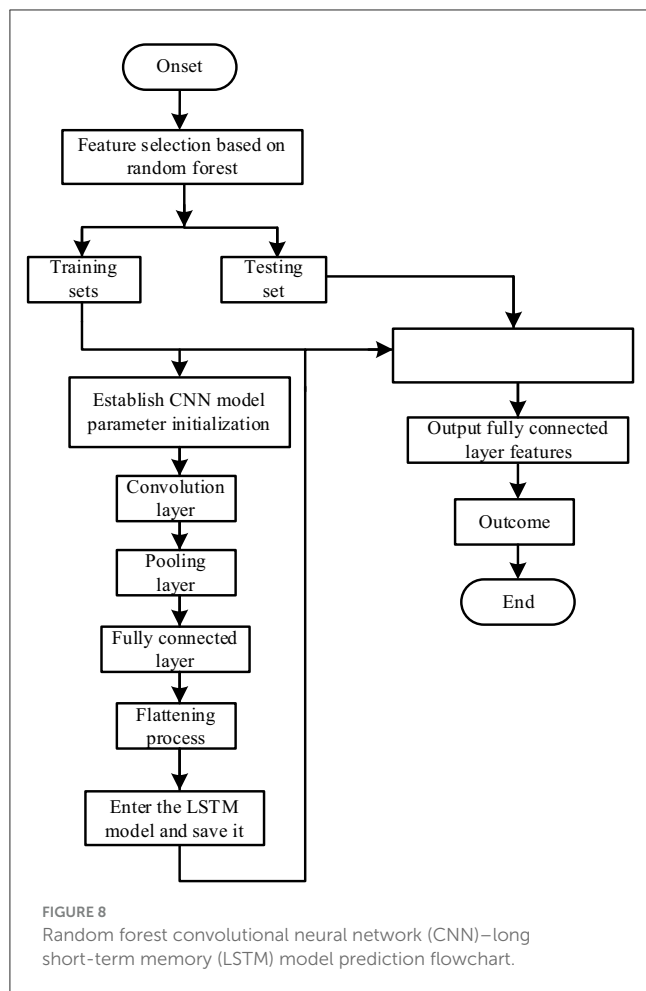 Onset
Feature selection based on
random forest
Training
sets
Testing
set
Establish CNN model
parameter initialization
Convolution
layer
Pooling
layer
Fully connected
layer
Flattening
process
Enter the LSTM
model and save it
Output fully connected
layer features
Outcome
End
FIGURE 8
Random forest convolutional neural network (CNN)–long
short-term memory (LSTM) model prediction flowchart.